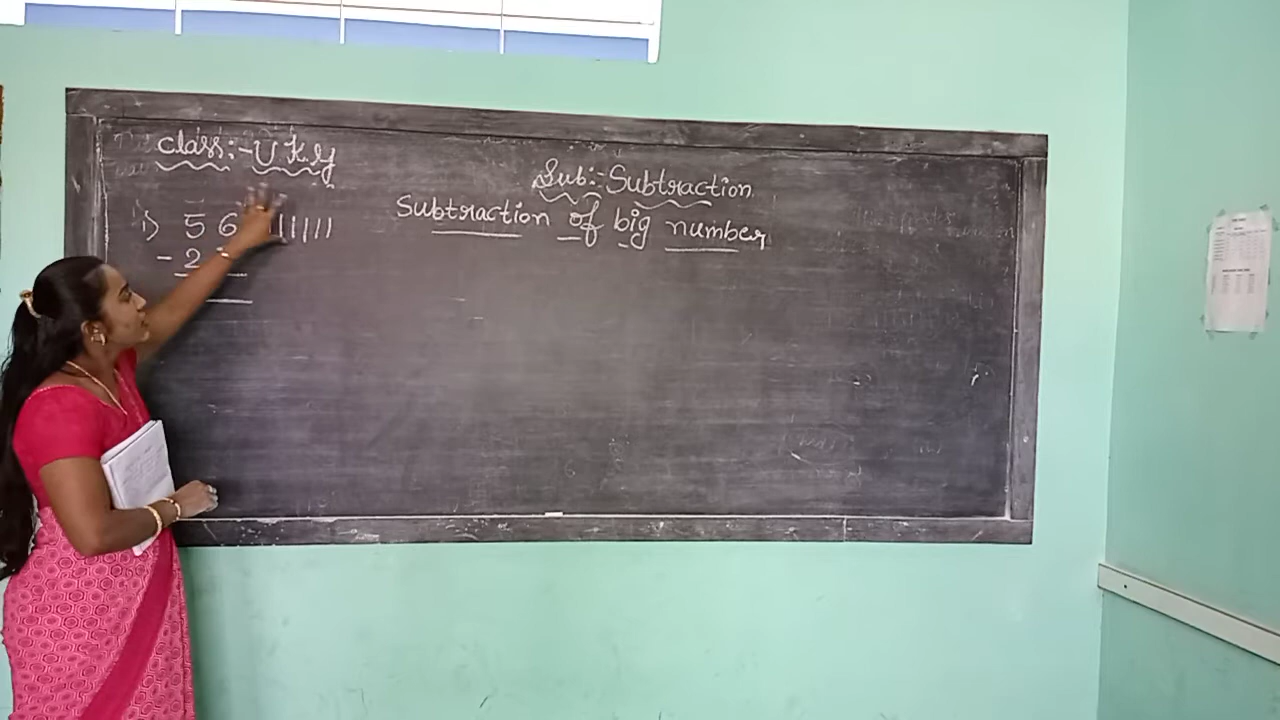 class:- U K.g
Sub:- Subtraction
Subtraction of big number
1) 5 6
- 2